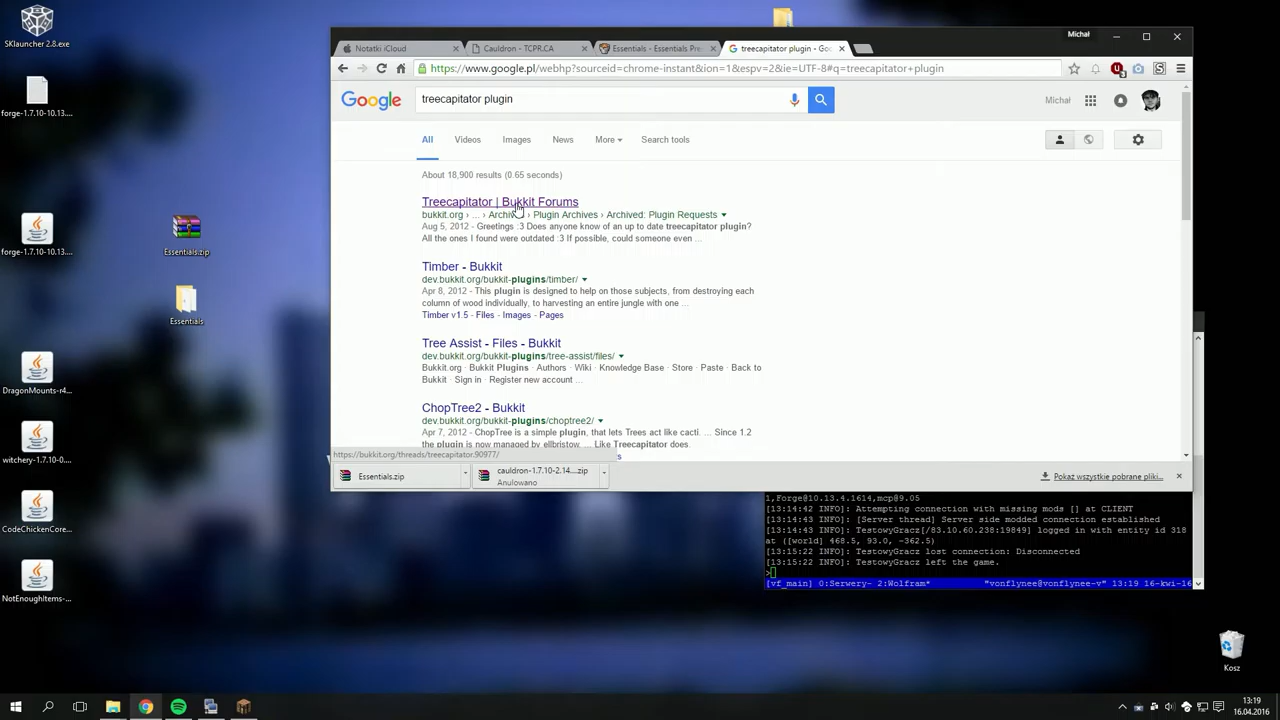 SKlauncher 2.8.exe
forge-1.7.10-10.13....
forge-1.7.10-10.13....
DragonMounts-r4...
witchery-1.7.10-0....
CodeChickenCore...
NotEnoughItems-...
Essentials.zip
Essentials
Michał
Notatki iCloud
Cauldron - TCPR.CA
Essentials - Essentials Pre
treecapitator plugin - Goo
https://www.google.pl/webhp?sourceid=chrome-instant&ion=1&espv=2&ie=UTF-8#q=treecapitator+plugin
Google
treecapitator plugin
Michał
All
Videos
Images
News
More
Search tools
About 18,900 results (0.65 seconds)
Treecapitator | Bukkit Forums
bukkit.org › ... › Archi › Plugin Archives › Archived: Plugin Requests
Aug 5, 2012 - Greetings :3 Does anyone know of an up to date treecapitator plugin?
All the ones I found were outdated :3 If possible, could someone even ...
Timber - Bukkit
dev.bukkit.org/bukkit-plugins/timber/
Apr 8, 2012 - This plugin is designed to help on those subjects, from destroying each
column of wood individually, to harvesting an entire jungle with one ...
Timber v1.5 - Files - Images - Pages
Tree Assist - Files - Bukkit
dev.bukkit.org/bukkit-plugins/tree-assist/files/
Bukkit.org · Bukkit Plugins · Authors · Wiki · Knowledge Base · Store · Paste · Back to
Bukkit · Sign in · Register new account ...
ChopTree2 - Bukkit
dev.bukkit.org/bukkit-plugins/choptree2/
Apr 7, 2012 - ChopTree is a simple plugin, that lets Trees act like cacti. ... Since 1.2
the plugin is now managed by ellbristow. ... Like Treecapitator does.
https://bukkit.org/threads/treecapitator.90977/
Essentials.zip
cauldron-1.7.10-2.14....zip
Anulowano
Pokaż wszystkie pobrane pliki...
1,Forge@10.13.4.1614,mcp@9.05
[13:14:42 INFO]: Attempting connection with missing mods [] at CLIENT
[13:14:43 INFO]: [Server thread] Server side modded connection established
[13:14:43 INFO]: TestowyGracz[/83.10.60.238:19849] logged in with entity id 318
at ([world] 468.5, 93.0, -362.5)
[13:15:22 INFO]: TestowyGracz lost connection: Disconnected
[13:15:22 INFO]: TestowyGracz left the game.
>
[vf_main] 0:Serwery- 2:Wolfram* "vonflynee@vonflynee-v" 13:19 16-kwi-16
Kosz
13:19
16.04.2016